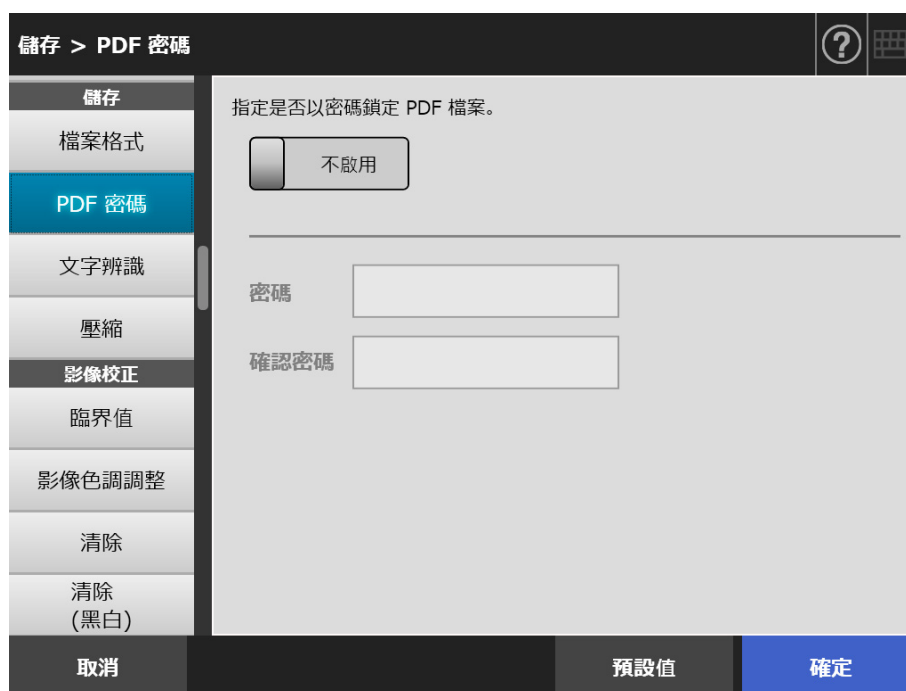 儲存 > PDF 密碼
?
儲存
檔案格式
PDF 密碼
文字辨識
壓縮
影像校正
臨界值
影像色調調整
清除
清除
(黑白)
指定是否以密碼鎖定 PDF 檔案。
不啟用
密碼
確認密碼
取消
預設值
確定